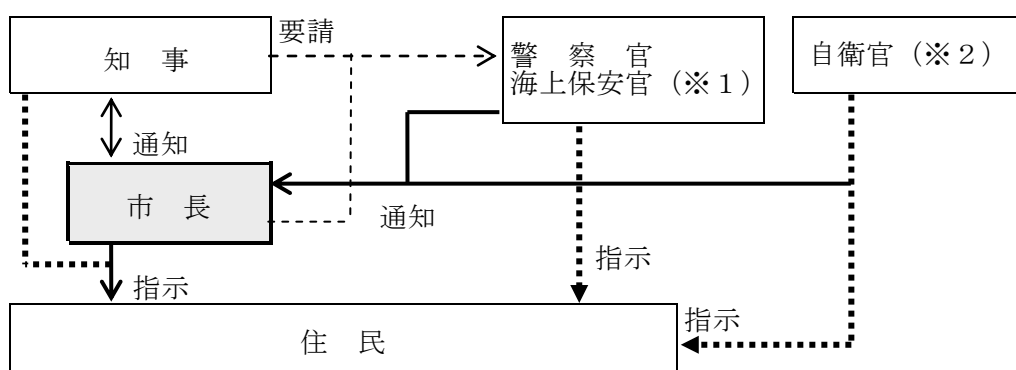 知　事
要請
警　察　官
海上保安官（※１）
自衛官（※２）
通知
市　長
通知
指示
指示
指示
住　民